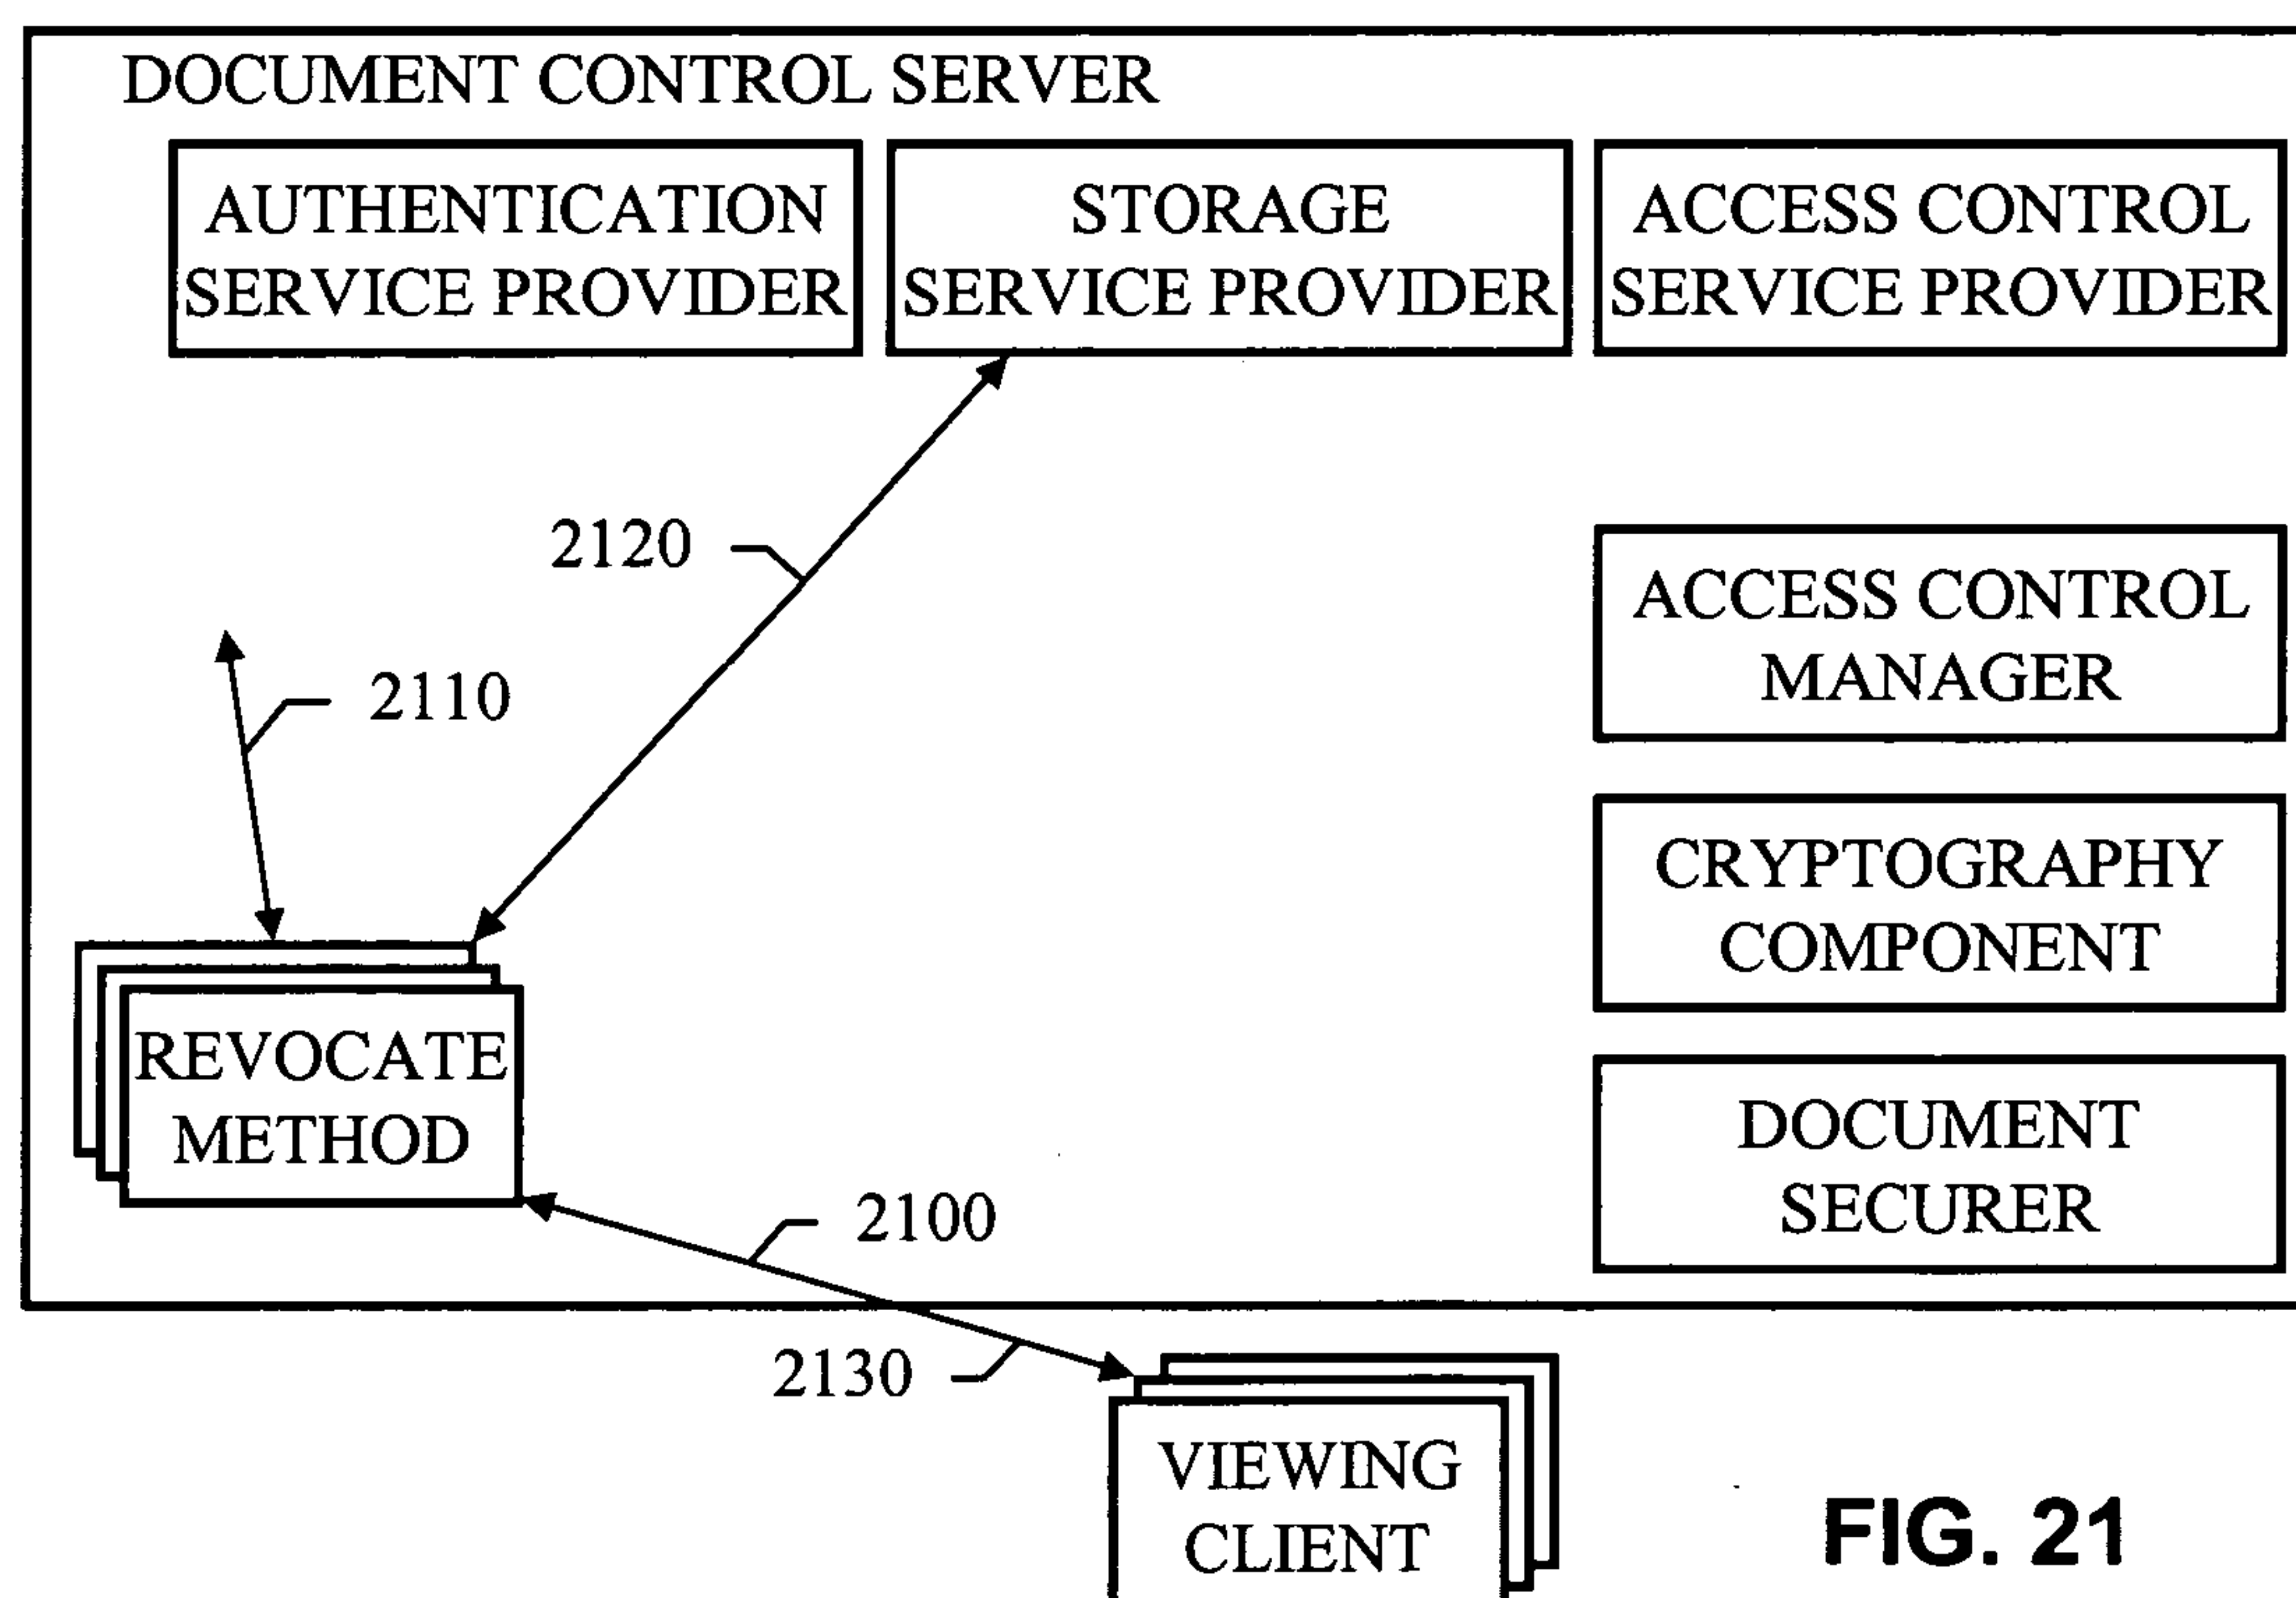 DOCUMENT CONTROL SERVER
AUTHENTICATION
SERVICE PROVIDER
STORAGE
SERVICE PROVIDER
ACCESS CONTROL
SERVICE PROVIDER
2120
ACCESS CONTROL
MANAGER
2110
CRYPTOGRAPHY
COMPONENT
REVOCATE
METHOD
DOCUMENT
SECURER
2100
2130
VIEWING
CLIENT
FIG. 21